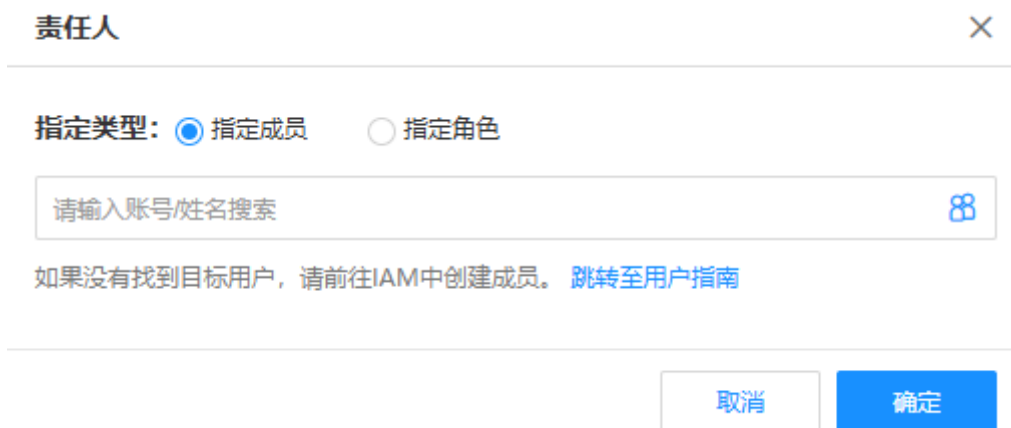 责任人
指定类型： 指定成员 指定角色
请输入账号/姓名搜索
如果没有找到目标用户，请前往IAM中创建成员。 跳转至用户指南
取消 确定